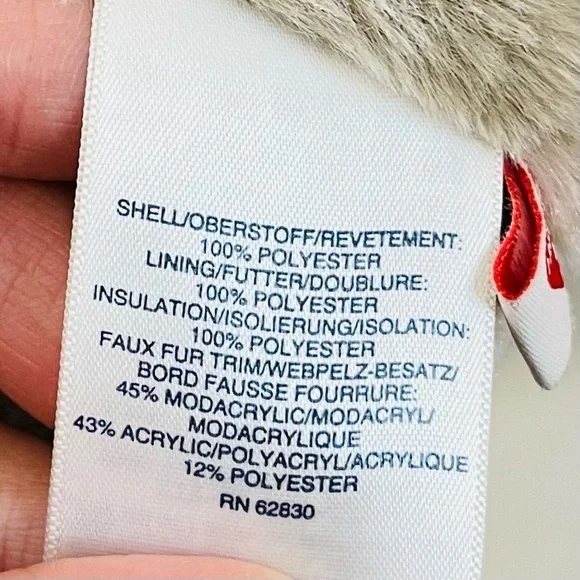 SHELL/OBERSTOFF/REVETEMENT:
100% POLYESTER
LINING/FUTTER/DOUBLURE:
100% POLYESTER
INSULATION/ISOLIERUNG/ISOLATION:
100% POLYESTER
FAUX FUR TRIM/WEBPELZ-BESATZ/
BORD FAUSSE FOURRURE:
45% MODACRYLIC/MODACRYL/
MODACRYLIQUE
43% ACRYLIC/POLYACRYL/ACRYLIQUE
12% POLYESTER
RN 62830